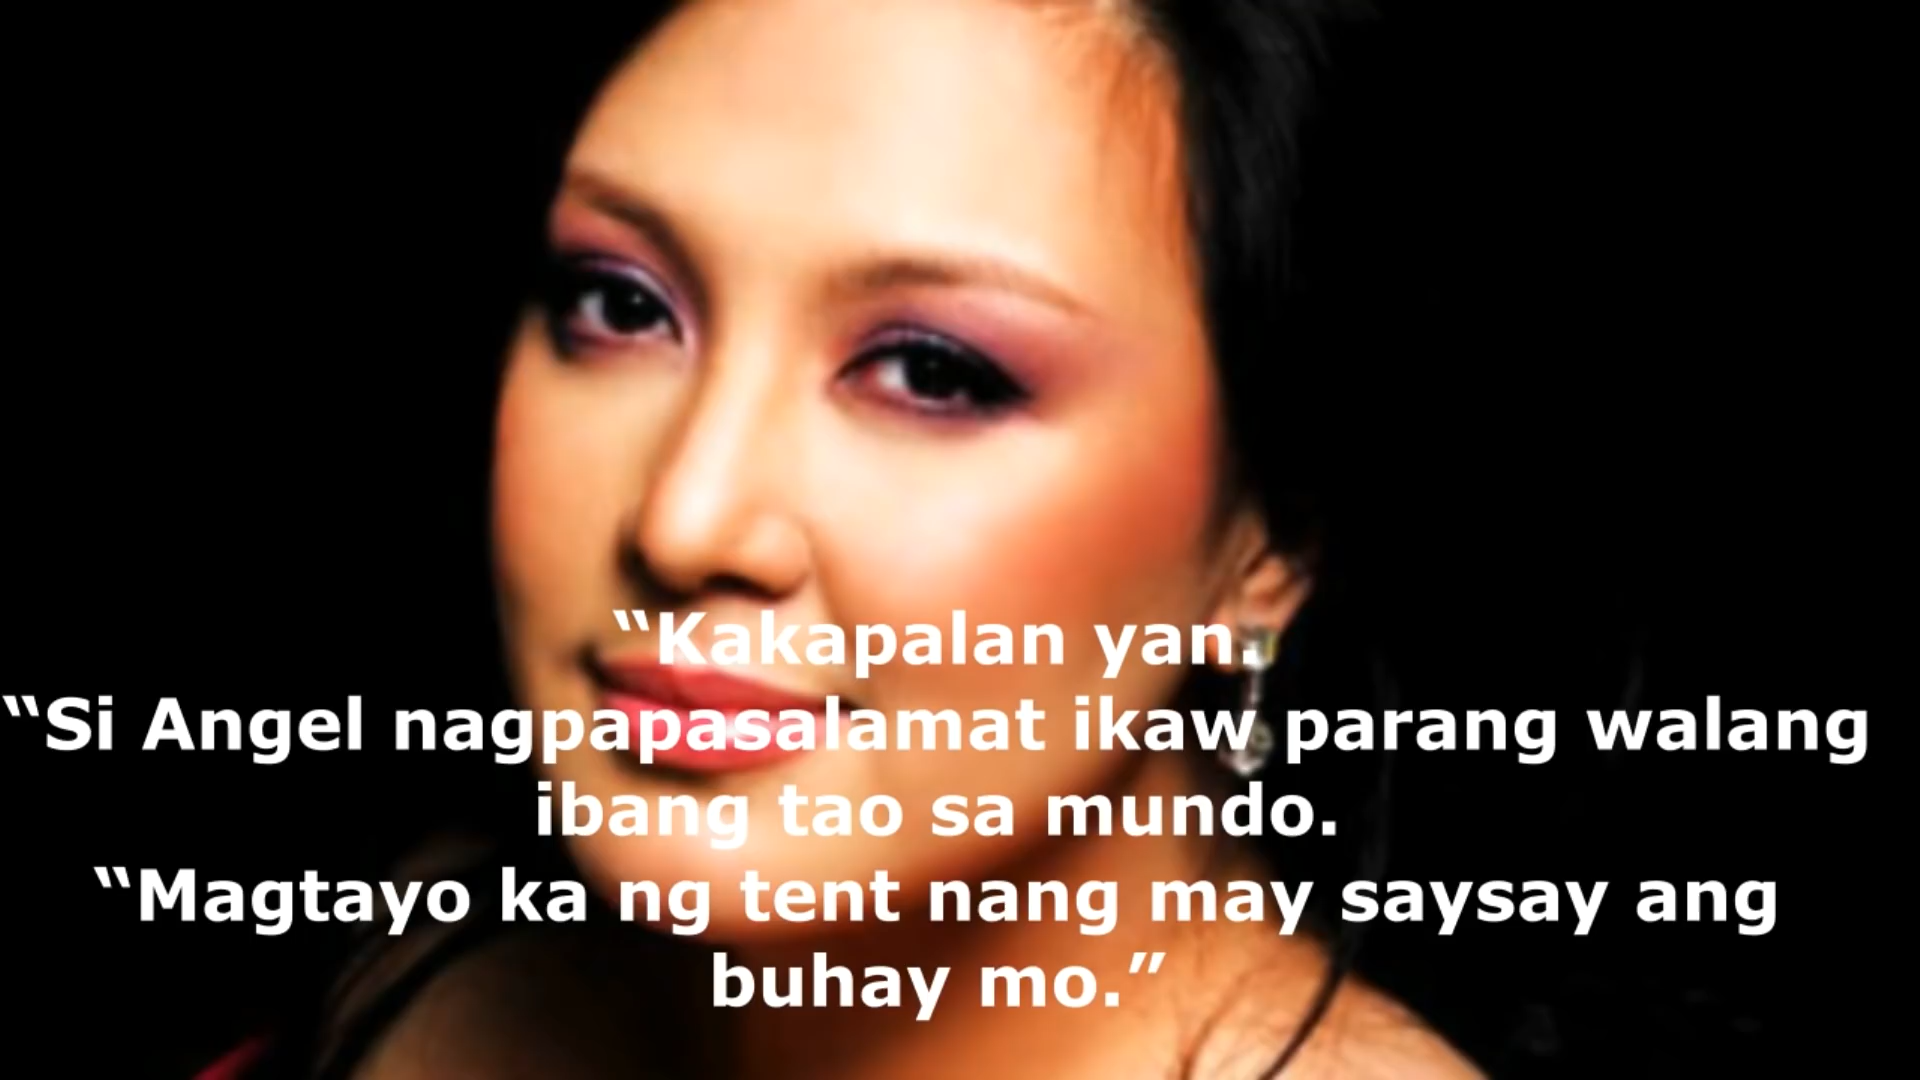 “Kakapalan yan.
“Si Angel nagpapasalamat ikaw parang walang
ibang tao sa mundo.
“Magtayo ka ng tent nang may saysay ang
buhay mo.”